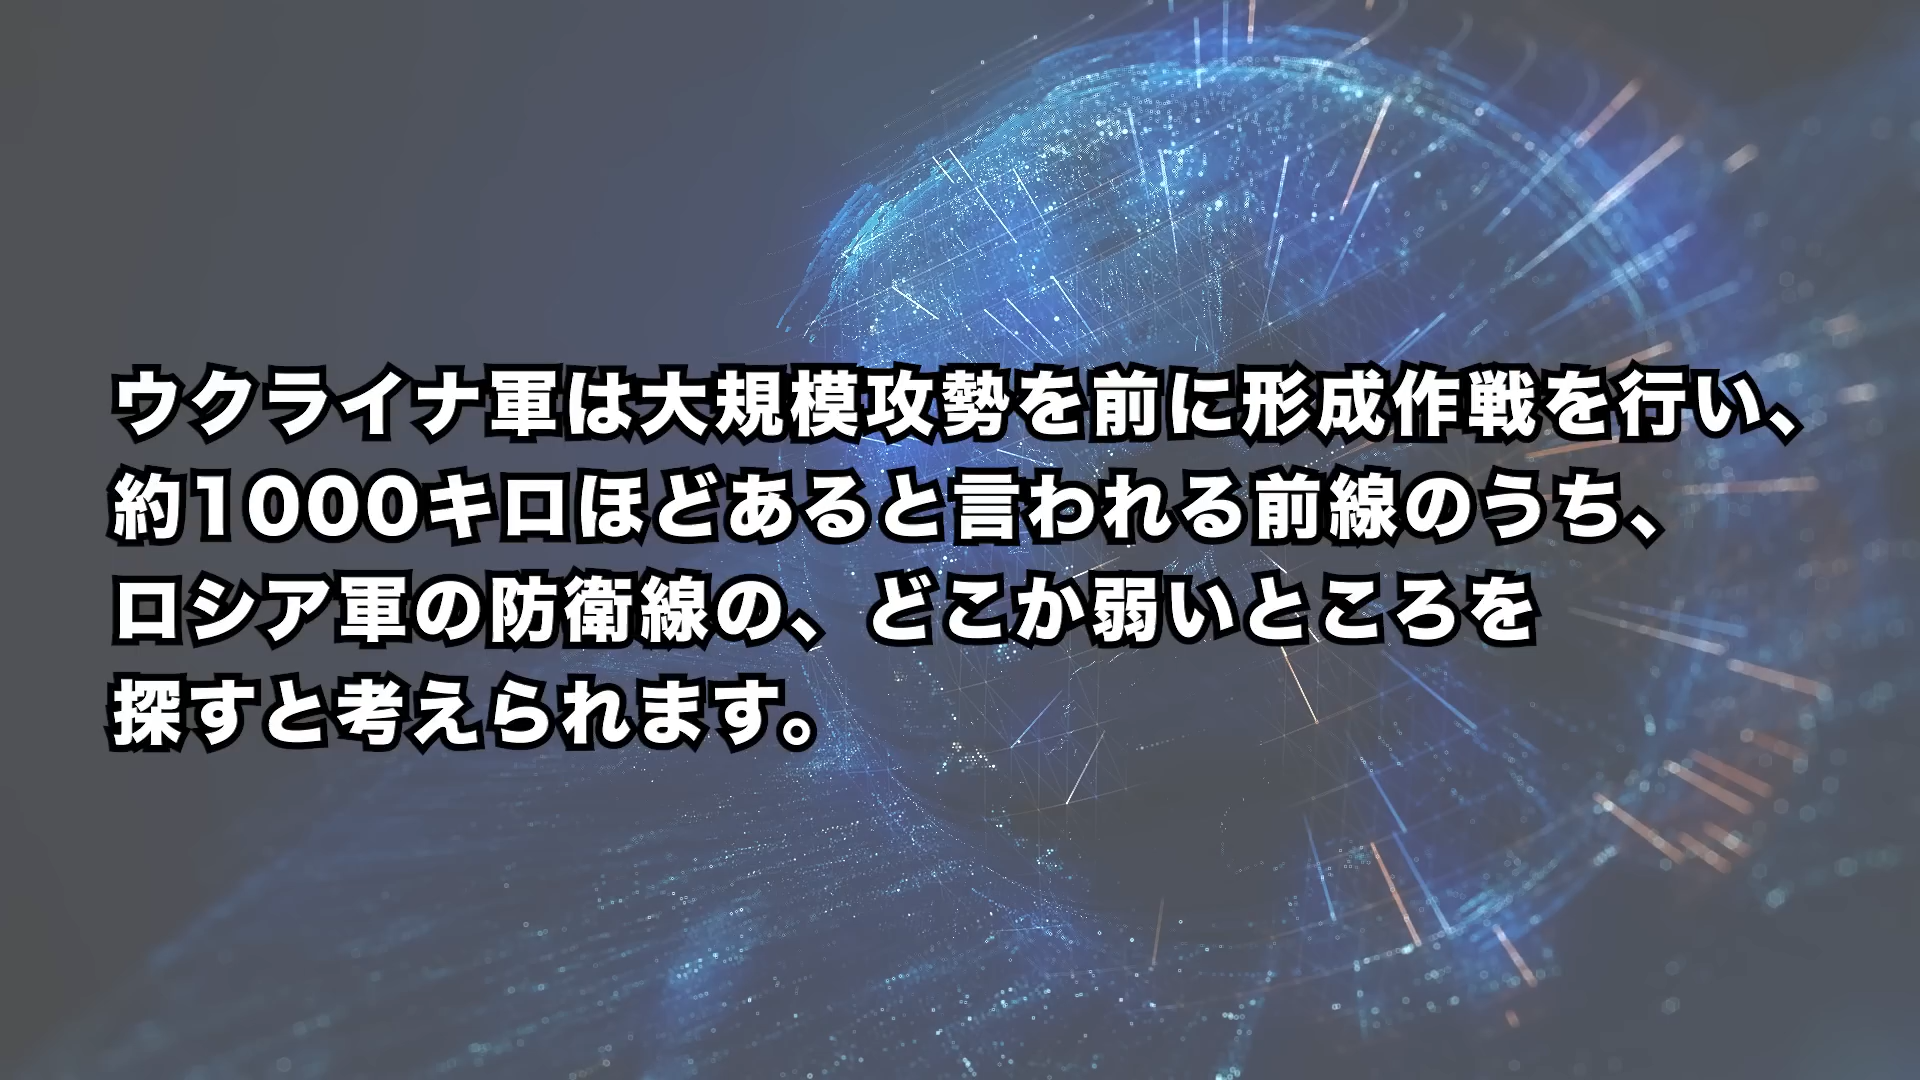 ウクライナ軍は大規模攻勢を前に形成作戦を行い、
約1000キロほどあると言われる前線のうち、
ロシア軍の防衛線の、どこか弱いところを
探すと考えられます。